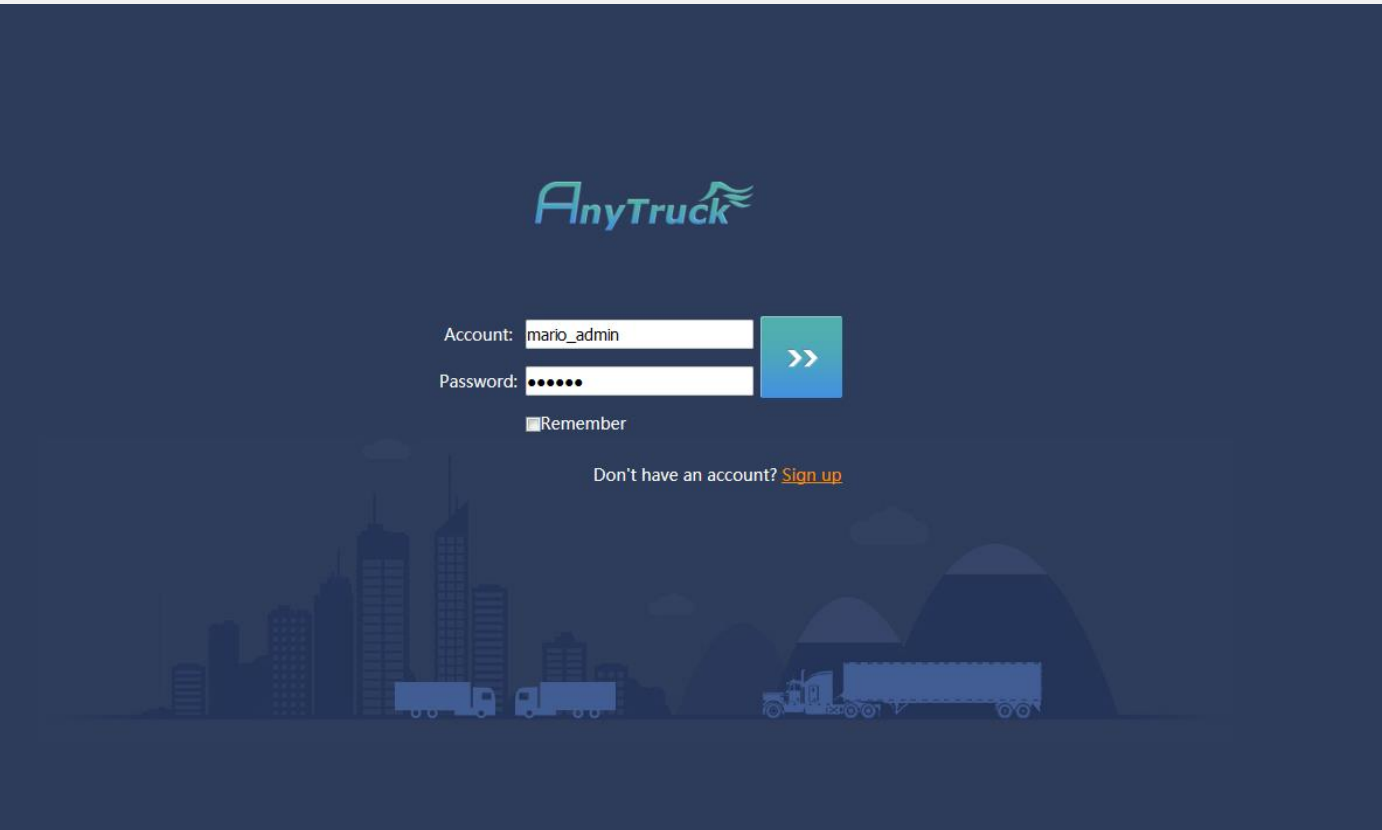 AnyTruck
Account: mario_admin
Password: ••••••
Remember
Don't have an account? Sign up